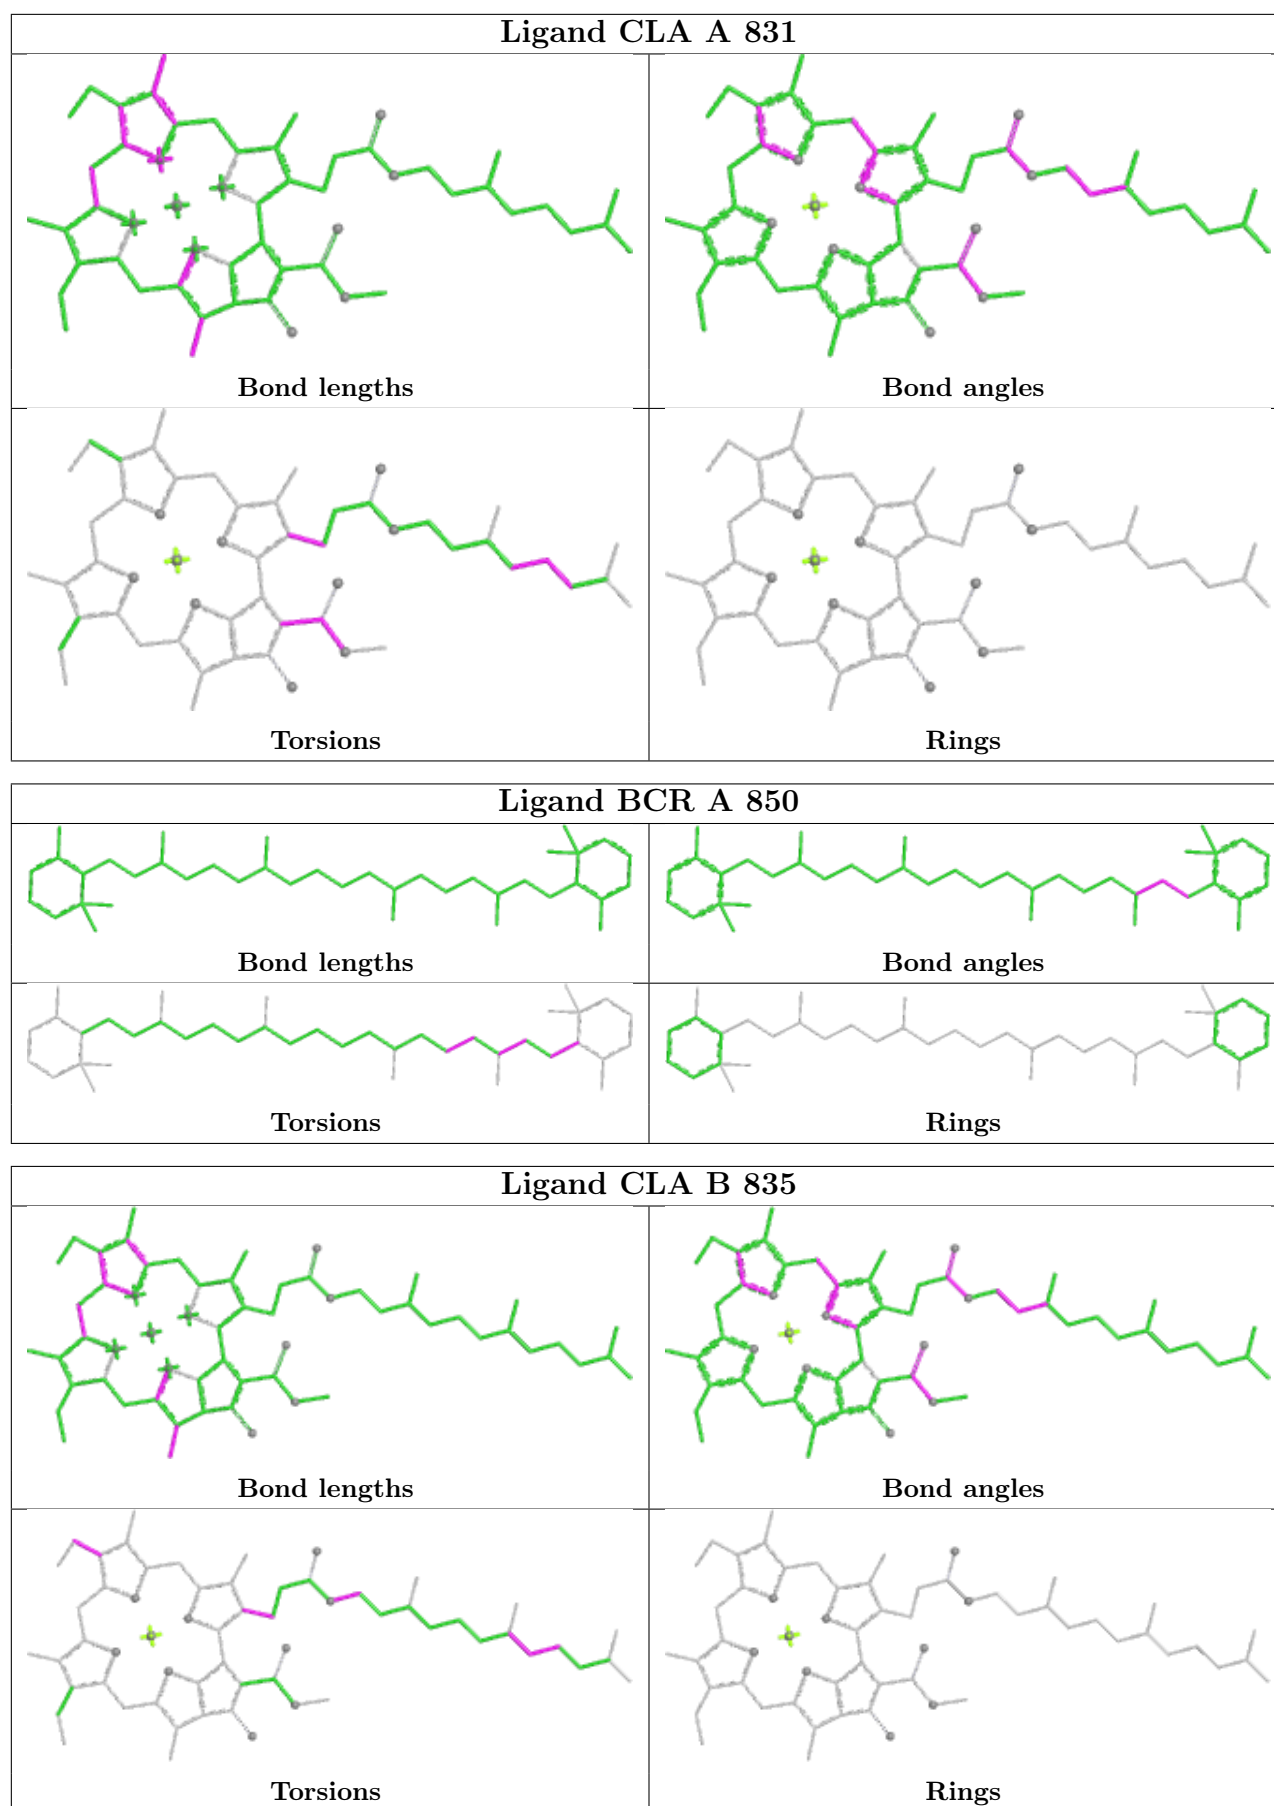 Ligand CLA A 831
Bond lengths
Bond angles
Torsions
Rings
Ligand BCR A 850
Bond lengths
Bond angles
Torsions
Rings
Ligand CLA B 835
Bond lengths
Bond angles
Torsions
Rings